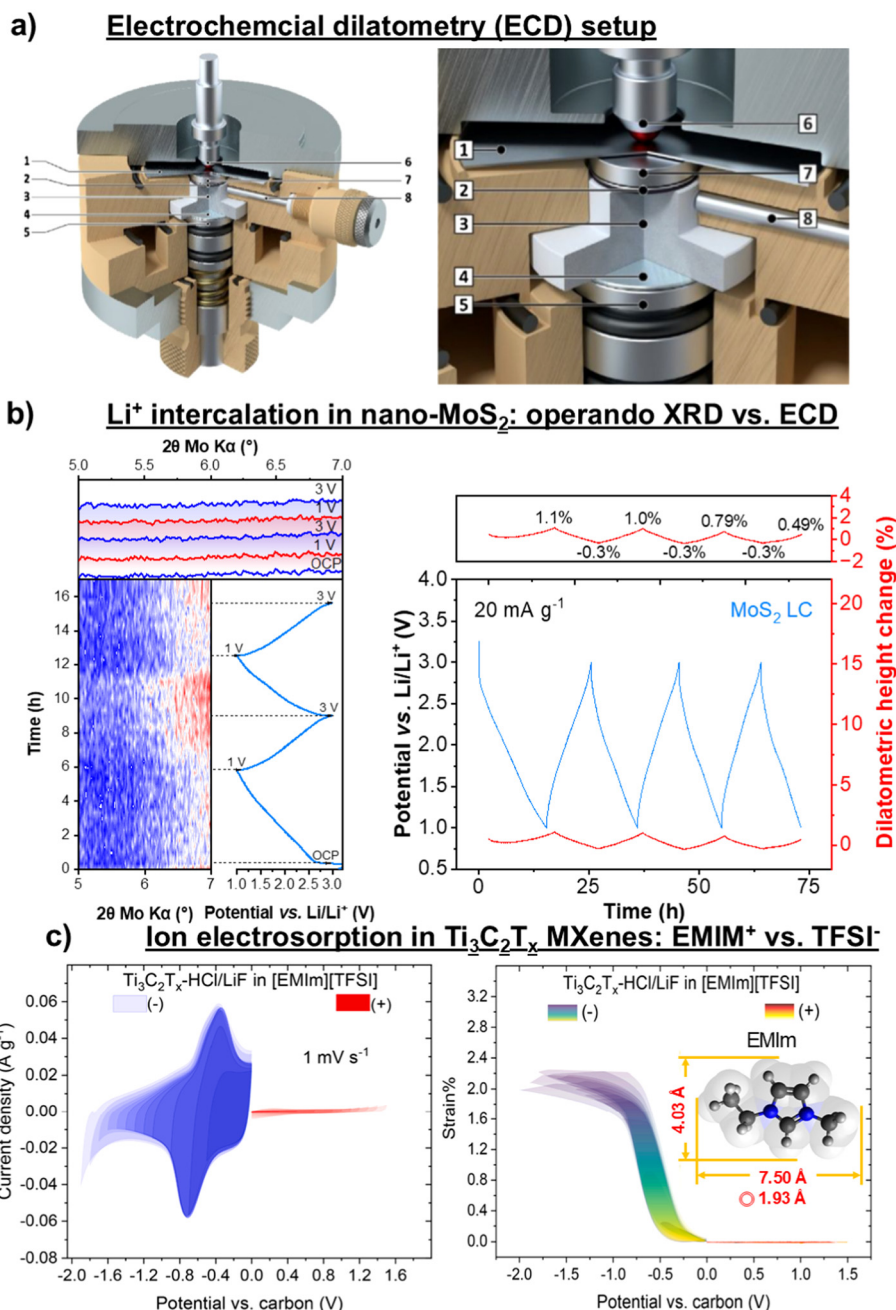 a) Electrochemcial dilatometry (ECD) setup
1
2
3
4
5
6
7
8
1
2
3
4
5
6
7
8
b) Li⁺ intercalation in nano-MoS₂: operando XRD vs. ECD
2θ Mo Kα (°)
5.0 5.5 6.0 6.5 7.0
3 V
1 V
3 V
1 V
OCP
16
14
12
10
8
6
4
2
0
Time (h)
3 V
1 V
3 V
1 V
OCP
5 6 7
1.0 1.5 2.0 2.5 3.0
2θ Mo Kα (°) Potential vs. Li/Li⁺ (V)
1.1% 1.0% 0.79% 0.49%
-0.3% -0.3% -0.3%
4
2
0
−2
20 mA g⁻¹ MoS₂ LC
4.0
3.5
3.0
2.5
2.0
1.5
1.0
0.5
Potential vs. Li/Li⁺ (V)
20
15
10
5
0
Dilatometric height change (%)
0 25 50 75
Time (h)
c) Ion electrosorption in Ti₃C₂Tₓ MXenes: EMIM⁺ vs. TFSI⁻
Ti₃C₂Tₓ-HCl/LiF in [EMIm][TFSI]
(-) (+)
1 mV s⁻¹
0.06
0.04
0.02
0.00
-0.02
-0.04
-0.06
-0.08
Current density (A g⁻¹)
-2.0 -1.6 -1.2 -0.8 -0.4 0.0 0.4 0.8 1.2 1.6
Potential vs. carbon (V)
Ti₃C₂Tₓ-HCl/LiF in [EMIm][TFSI]
(-) (+)
EMIm
4.03 Å
7.50 Å
1.93 Å
3.2
2.8
2.4
2.0
1.6
1.2
0.8
0.4
0.0
Strain%
-2.0 -1.5 -1.0 -0.5 0.0 0.5 1.0 1.5
Potential vs. carbon (V)